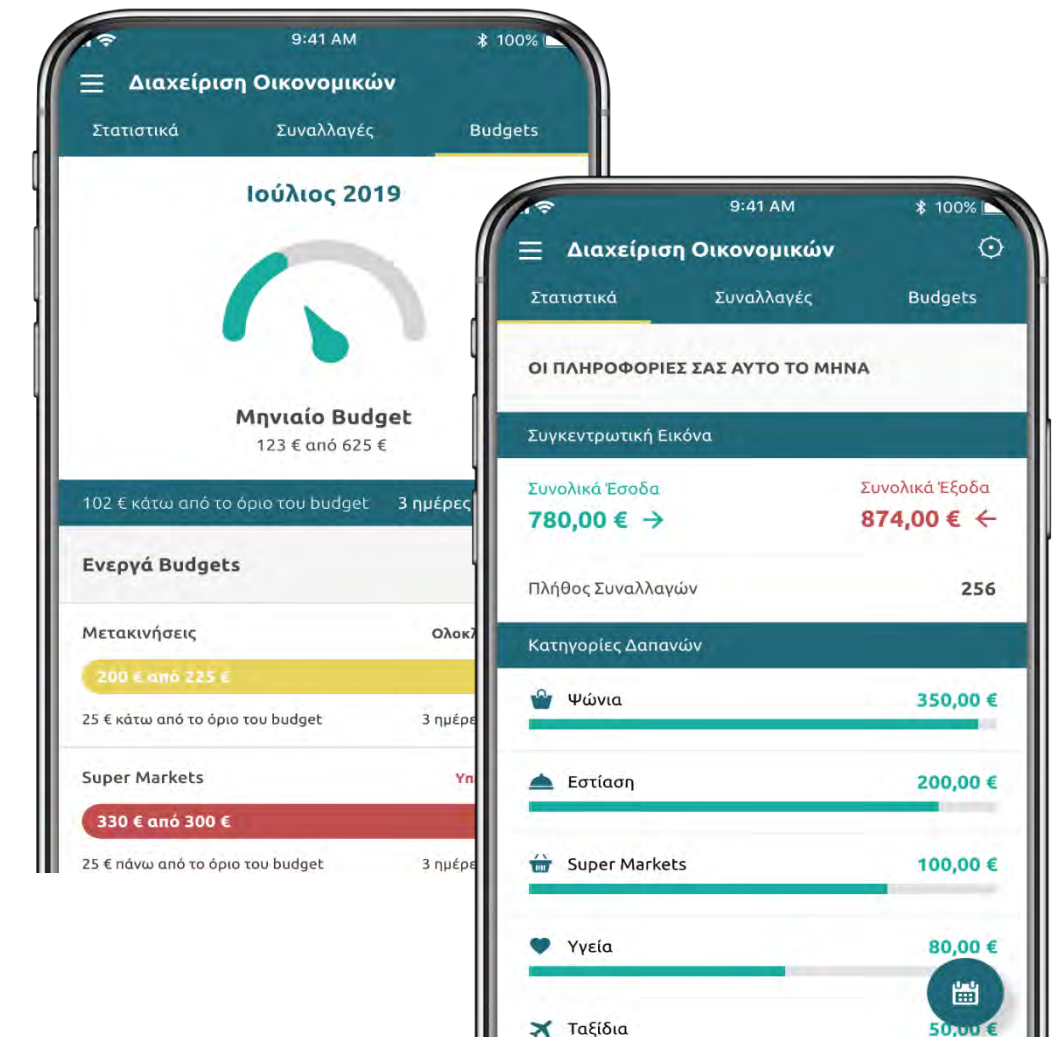 9:41 AM 100%
Διαχείριση Οικονομικών
Στατιστικά Συναλλαγές Budgets
Ιούλιος 2019
Μηνιαίο Budget
123 € από 625 €
102 € κάτω από το όριο του budget 3 ημέρες
Ενεργά Budgets
Μετακινήσεις
200 € από 225 €
25 € κάτω από το όριο του budget 3
Super Markets
330 € από 300 €
25 € πάνω από το όριο του budget 3
9:41 AM 100%
Διαχείριση Οικονομικών
Στατιστικά Συναλλαγές Budgets
ΟΙ ΠΛΗΡΟΦΟΡΙΕΣ ΣΑΣ ΑΥΤΟ ΤΟ ΜΗΝΑ
Συγκεντρωτική Εικόνα
Συνολικά Έσοδα Συνολικά Έξοδα
780,00 € → 874,00 € ←
Πλήθος Συναλλαγών 256
Κατηγορίες Δαπανών
Ψώνια 350,00 €
Εστίαση 200,00 €
Super Markets 100,00 €
Υγεία 80,00 €
Ταξίδια 50,00 €